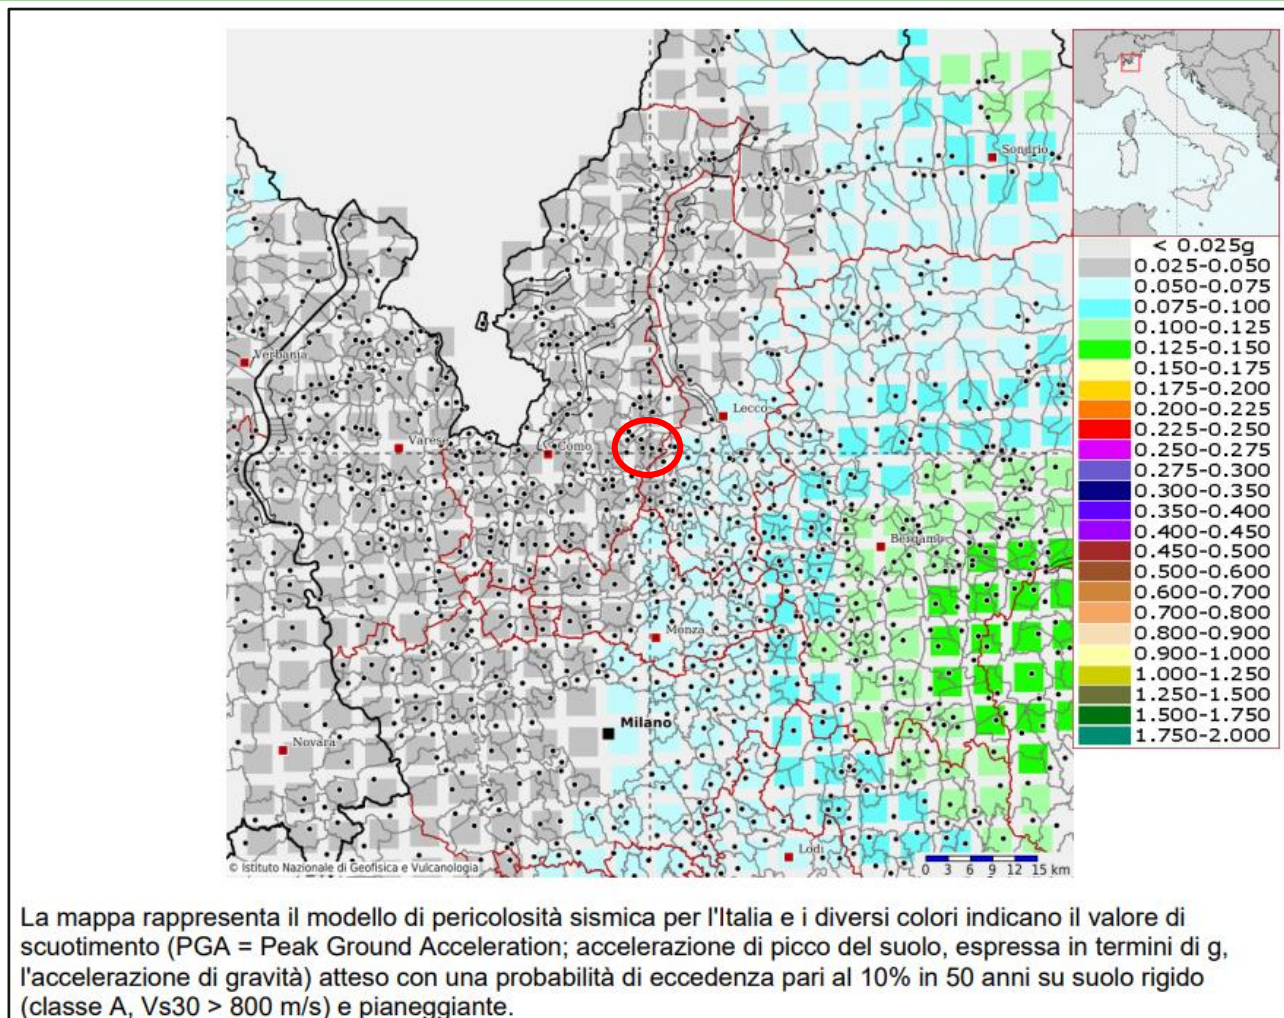 Sondrio
Verbania
Lecco
Varese
Como
Bergamo
Monza
Milano
Novara
Lodi
© Istituto Nazionale di Geofisica e Vulcanologia
0 3 6 9 12 15 km
< 0.025g
0.025-0.050
0.050-0.075
0.075-0.100
0.100-0.125
0.125-0.150
0.150-0.175
0.175-0.200
0.200-0.225
0.225-0.250
0.250-0.275
0.275-0.300
0.300-0.350
0.350-0.400
0.400-0.450
0.450-0.500
0.500-0.600
0.600-0.700
0.700-0.800
0.800-0.900
0.900-1.000
1.000-1.250
1.250-1.500
1.500-1.750
1.750-2.000
La mappa rappresenta il modello di pericolosità sismica per l'Italia e i diversi colori indicano il valore di
scuotimento (PGA = Peak Ground Acceleration; accelerazione di picco del suolo, espressa in termini di g,
l'accelerazione di gravità) atteso con una probabilità di eccedenza pari al 10% in 50 anni su suolo rigido
(classe A, Vs30 > 800 m/s) e pianeggiante.